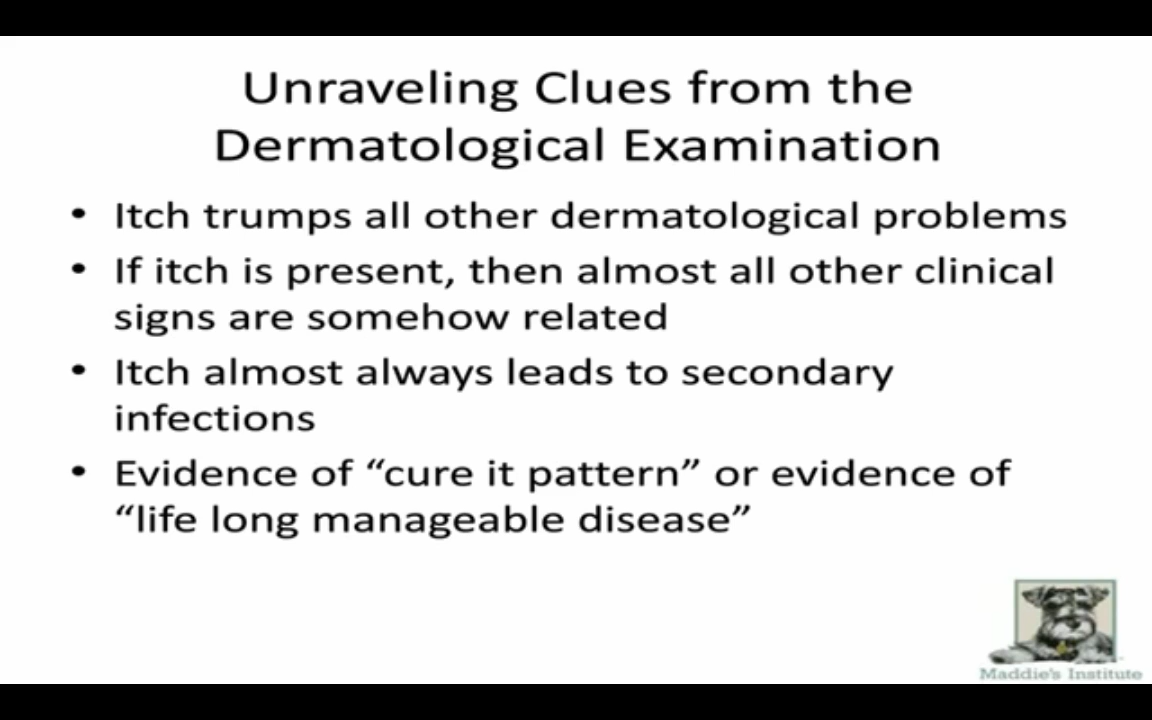 Unraveling Clues from the
Dermatological Examination
• Itch trumps all other dermatological problems
• If itch is present, then almost all other clinical
signs are somehow related
• Itch almost always leads to secondary
infections
• Evidence of “cure it pattern” or evidence of
“life long manageable disease”
Maddie's Institute